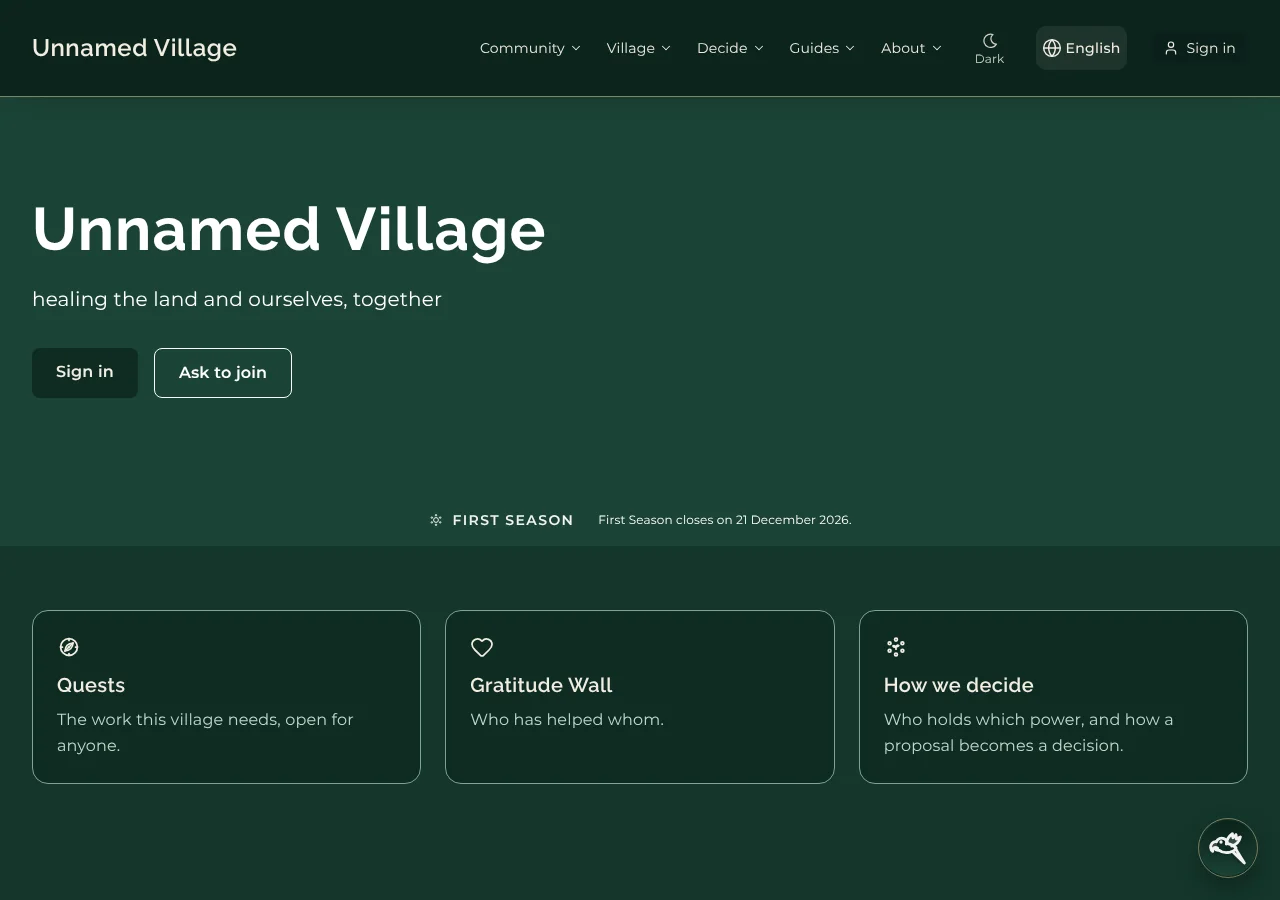 Unnamed Village
Community
Village
Decide
Guides
About
Dark
English
Sign in
Unnamed Village
healing the land and ourselves, together
Sign in
Ask to join
FIRST SEASON
First Season closes on 21 December 2026.
Quests
The work this village needs, open for
anyone.
Gratitude Wall
Who has helped whom.
How we decide
Who holds which power, and how a
proposal becomes a decision.